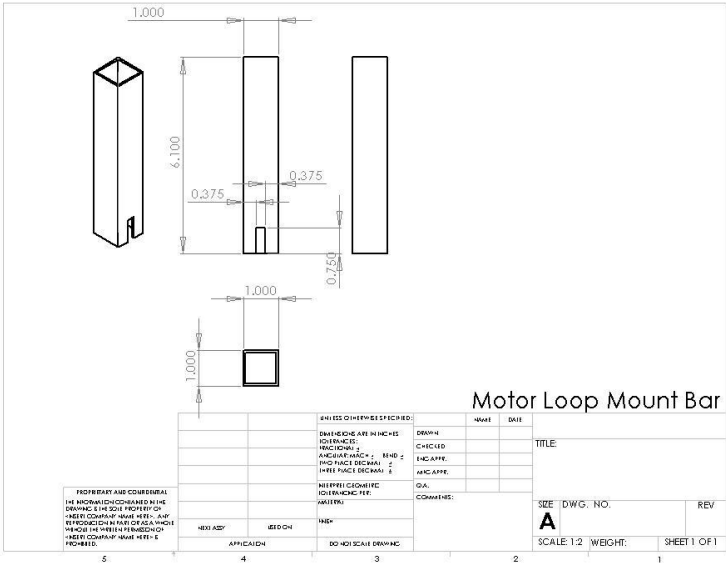 1.000
6.100
0.375
0.375
0.750
1.000
1.000
Motor Loop Mount Bar
UNLESS OTHERWISE SPECIFIED:
NAME
DATE
DIMENSIONS ARE IN INCHES
TOLERANCES:
FRACTIONAL ±
ANGULAR: MACH ± BEND ±
TWO PLACE DECIMAL ±
THREE PLACE DECIMAL ±
DRAWN
CHECKED
ENG APPR.
MFG APPR.
TITLE:
INTERPRET GEOMETRIC
TOLERANCING PER:
Q.A.
COMMENTS:
MATERIAL
FINISH
PROPRIETARY AND CONFIDENTIAL
THE INFORMATION CONTAINED IN THIS
DRAWING IS THE SOLE PROPERTY OF
<INSERT COMPANY NAME HERE>. ANY
REPRODUCTION IN PART OR AS A WHOLE
WITHOUT THE WRITTEN PERMISSION OF
<INSERT COMPANY NAME HERE> IS
PROHIBITED.
NEXT ASSY
USED ON
APPLICATION
DO NOT SCALE DRAWING
SIZE DWG. NO. REV
A
SCALE: 1:2 WEIGHT: SHEET 1 OF 1
5 4 3 2 1